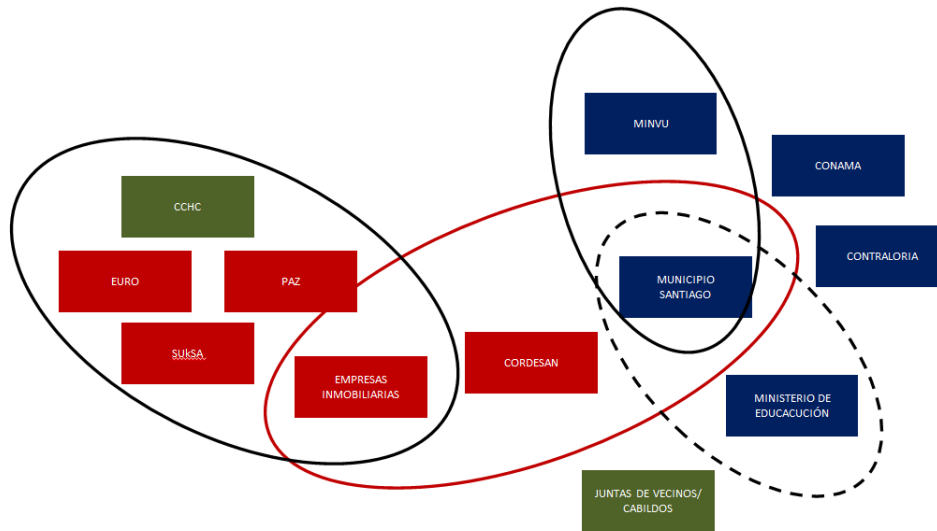 MINVU
CONAMA
CCHC
CONTRALORIA
EURO
PAZ
MUNICIPIO
SANTIAGO
SUkSA
CORDESAN
EMPRESAS
INMOBILIARIAS
MINISTERIO DE
EDUCACUCIÓN
JUNTAS DE VECINOS/
CABILDOS